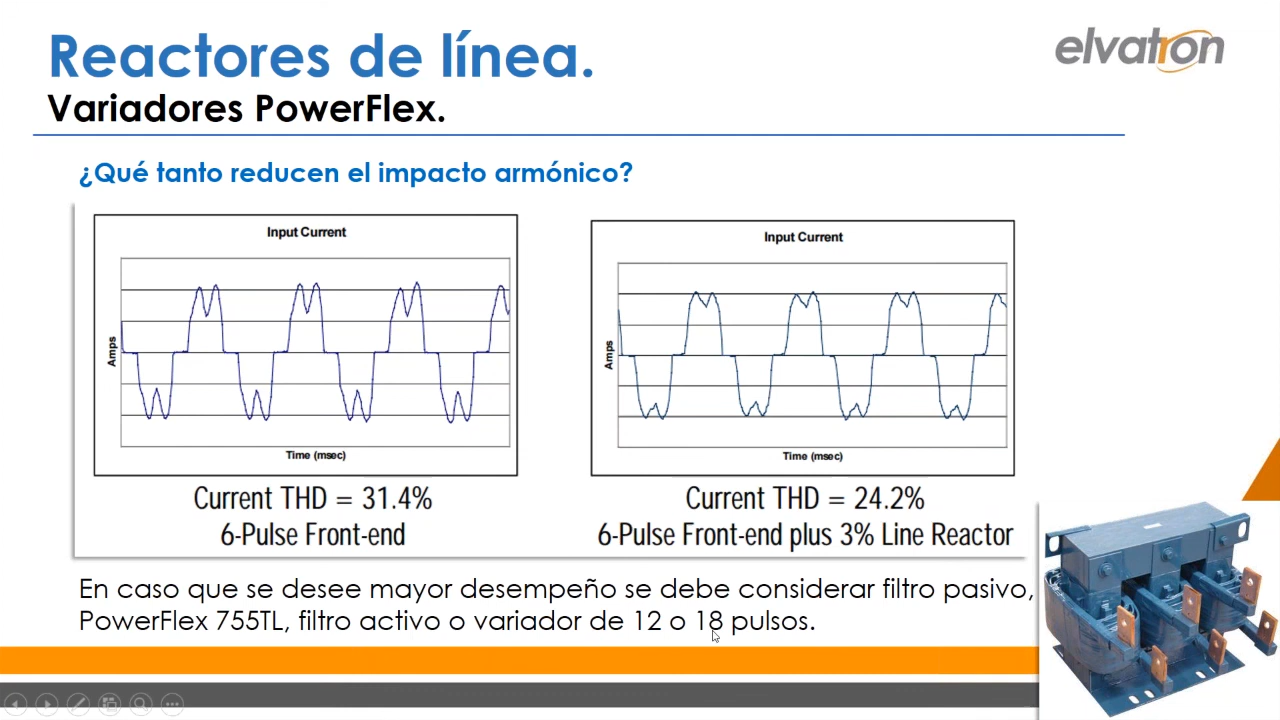 Reactores de línea.
elvatron
Variadores PowerFlex.
¿Qué tanto reducen el impacto armónico?
Input Current
Amps
Time (msec)
Current THD = 31.4%
6-Pulse Front-end
Input Current
Amps
Time (msec)
Current THD = 24.2%
6-Pulse Front-end plus 3% Line Reactor
En caso que se desee mayor desempeño se debe considerar filtro pasivo,
PowerFlex 755TL, filtro activo o variador de 12 o 18 pulsos.